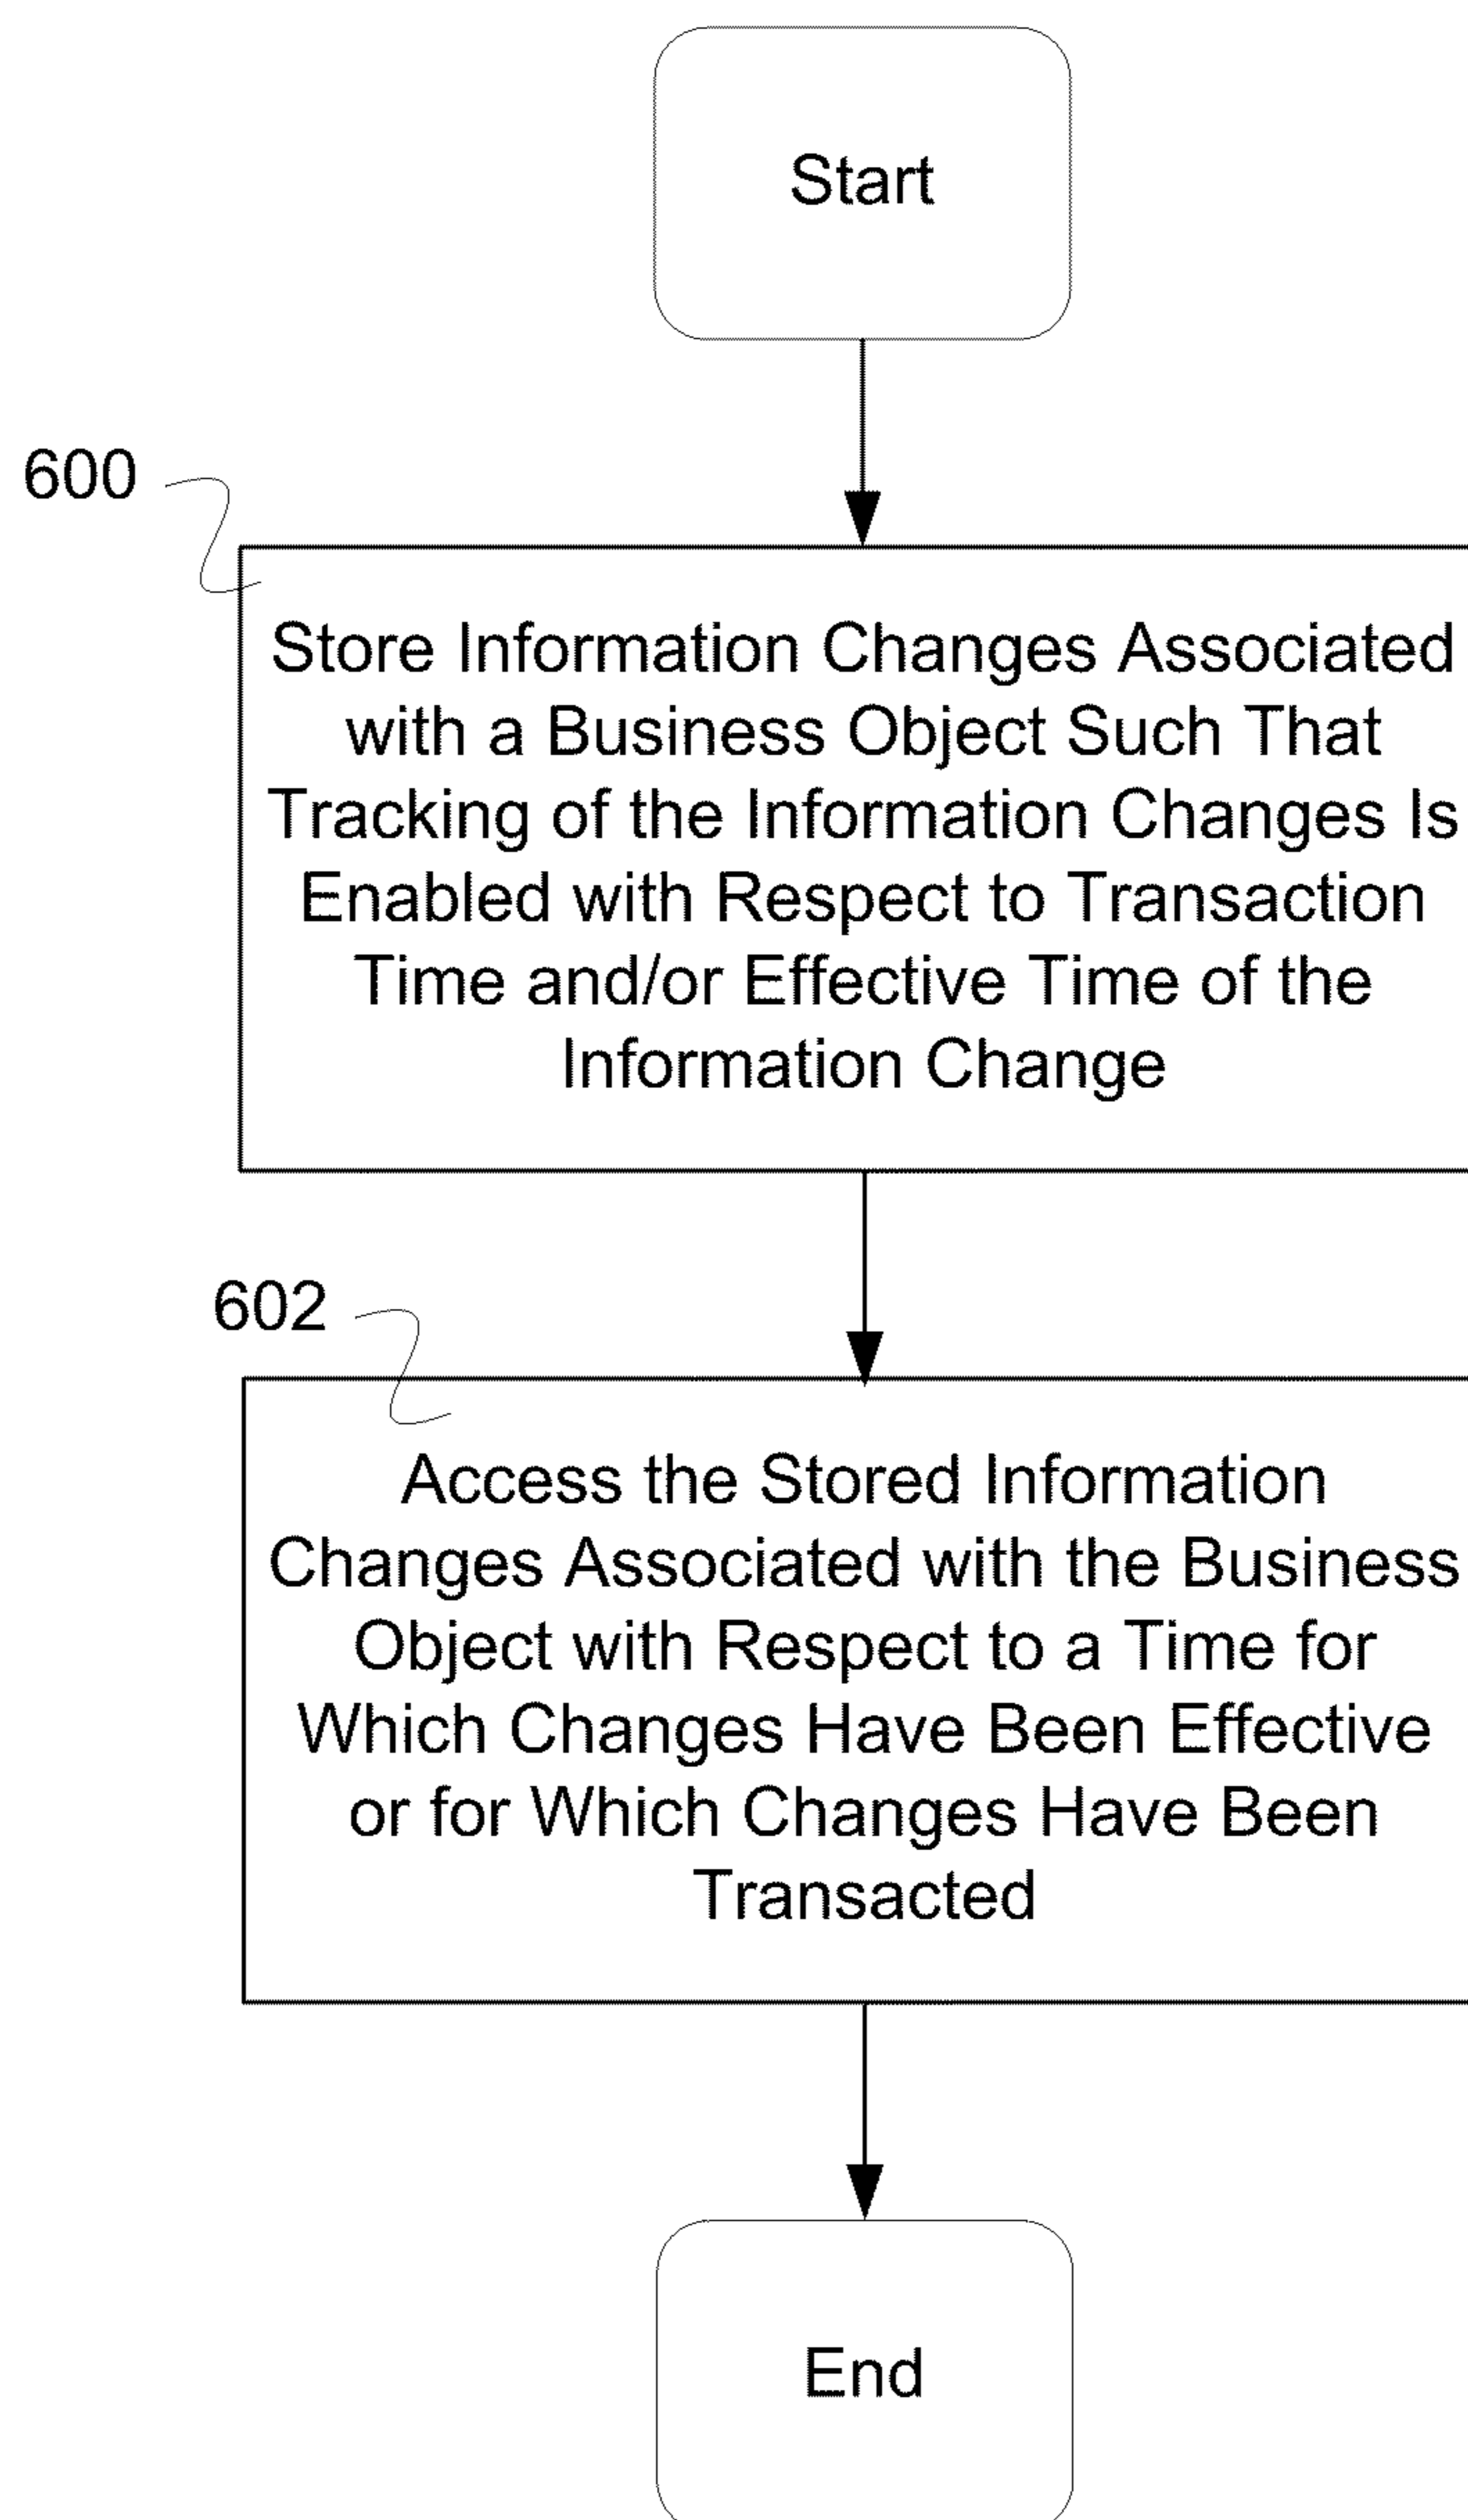 Start
600
Store Information Changes Associated
with a Business Object Such That
Tracking of the Information Changes Is
Enabled with Respect to Transaction
Time and/or Effective Time of the
Information Change
602
Access the Stored Information
Changes Associated with the Business
Object with Respect to a Time for
Which Changes Have Been Effective
or for Which Changes Have Been
Transacted
End